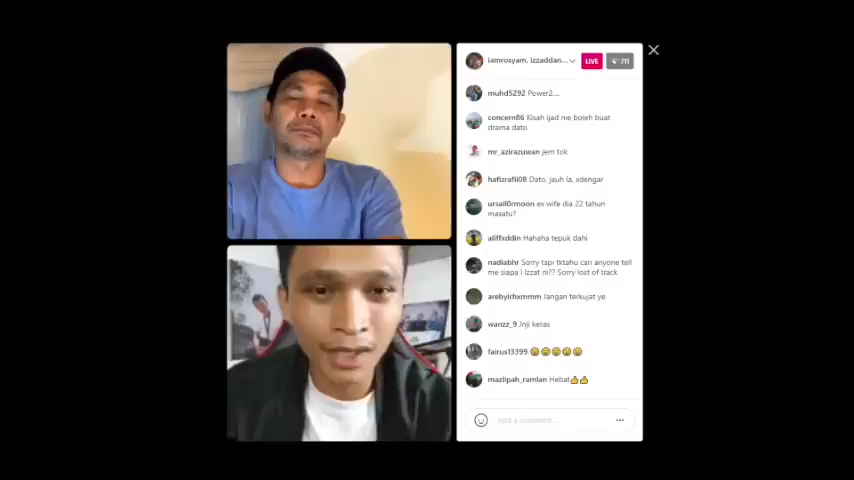 iamrosyam, izzaddan...
LIVE
711
muhd5292 Power2....
concern86 Kisah ijad nie boleh buat
drama dato
mr_azirazuwan jem tok
hafizrafii08 Dato, jauh la, xdengar
ursail0rmoon ex wife dia 22 tahun
masatu?
aiiffxddin Hahaha tepuk dahi
nadiabhr Sorry tapi tktahu can anyone tell
me siapa I Izzat ni?? Sorry lost of track
arebyirhxmmm Jangan terkujat ye
wanzz_9 Jnji keras
fairus13399 😩😩😩😩😩
mazlipah_ramlan Hebat👍👍
Add a comment...